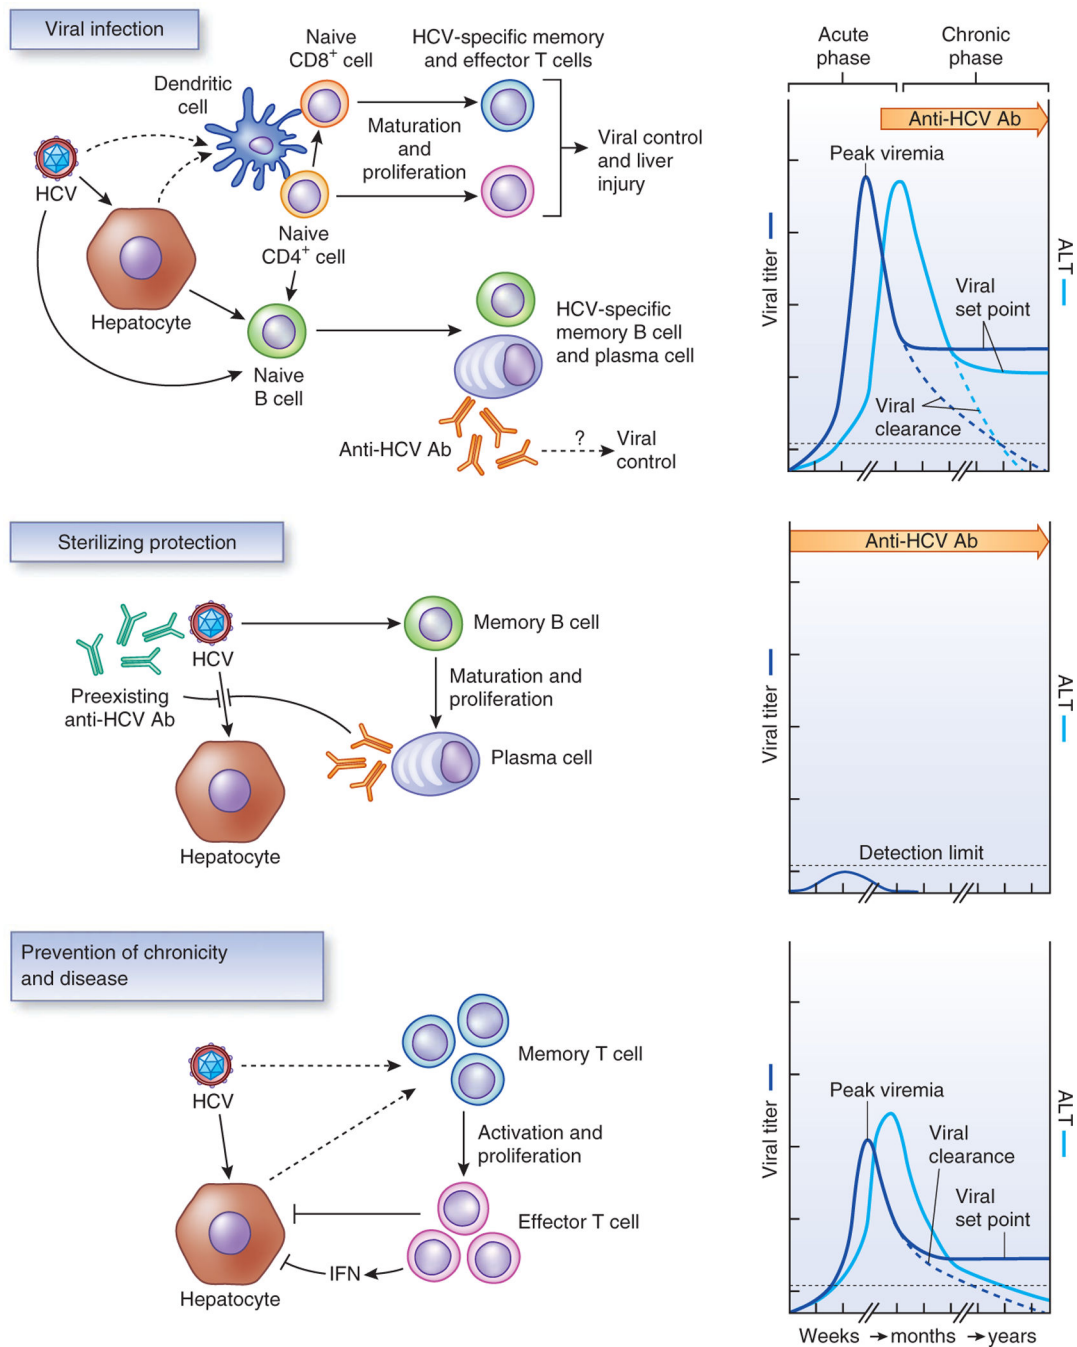 Viral infection
Naive
CD8+ cell
HCV-specific memory
and effector T cells
Dendritic
cell
HCV
Maturation
and
proliferation
Viral control
and liver
injury
Naive
CD4+ cell
Hepatocyte
Naive
B cell
HCV-specific
memory B cell
and plasma cell
Anti-HCV Ab
?
Viral
control
Acute
phase
Chronic
phase
Anti-HCV Ab
Peak viremia
Viral titer
ALT
Viral
set point
Viral
clearance
Sterilizing protection
HCV
Memory B cell
Preexisting
anti-HCV Ab
Maturation and
proliferation
Plasma cell
Hepatocyte
Anti-HCV Ab
Viral titer
ALT
Detection limit
Prevention of chronicity
and disease
HCV
Memory T cell
Activation and
proliferation
Effector T cell
IFN
Hepatocyte
Peak viremia
Viral titer
ALT
Viral
clearance
Viral
set point
Weeks
months
years